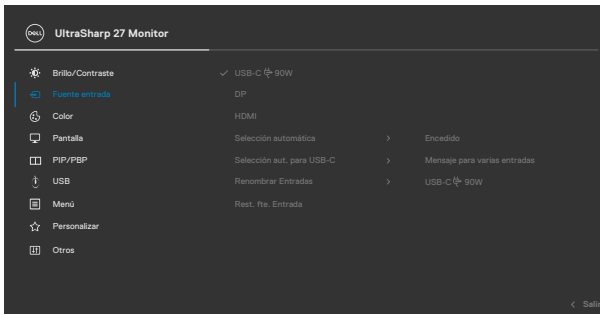 DELL
UltraSharp 27 Monitor
Brillo/Contraste
USB-C 90W
Fuente entrada
DP
Color
HDMI
Pantalla
Selección automática > Encedido
PIP/PBP
Selección aut. para USB-C > Mensaje para varias entradas
USB
Renombrar Entradas > USB-C 90W
Menú
Rest. fte. Entrada
Personalizar
Otros
< Salir